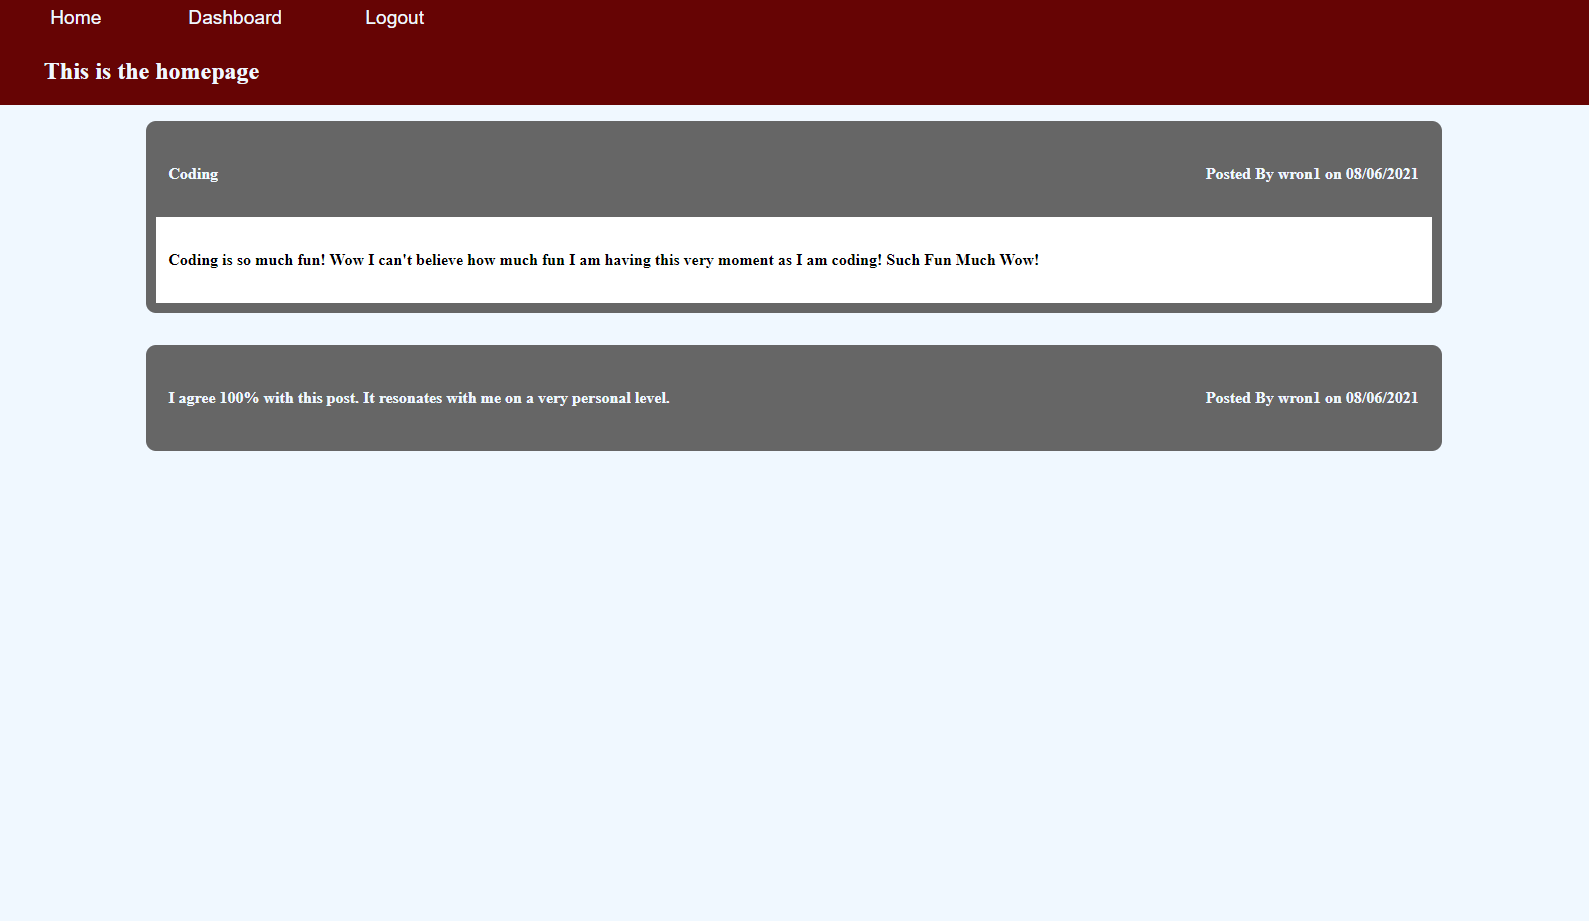 Home Dashboard Logout
This is the homepage
Coding Posted By wron1 on 08/06/2021
Coding is so much fun! Wow I can't believe how much fun I am having this very moment as I am coding! Such Fun Much Wow!
I agree 100% with this post. It resonates with me on a very personal level. Posted By wron1 on 08/06/2021